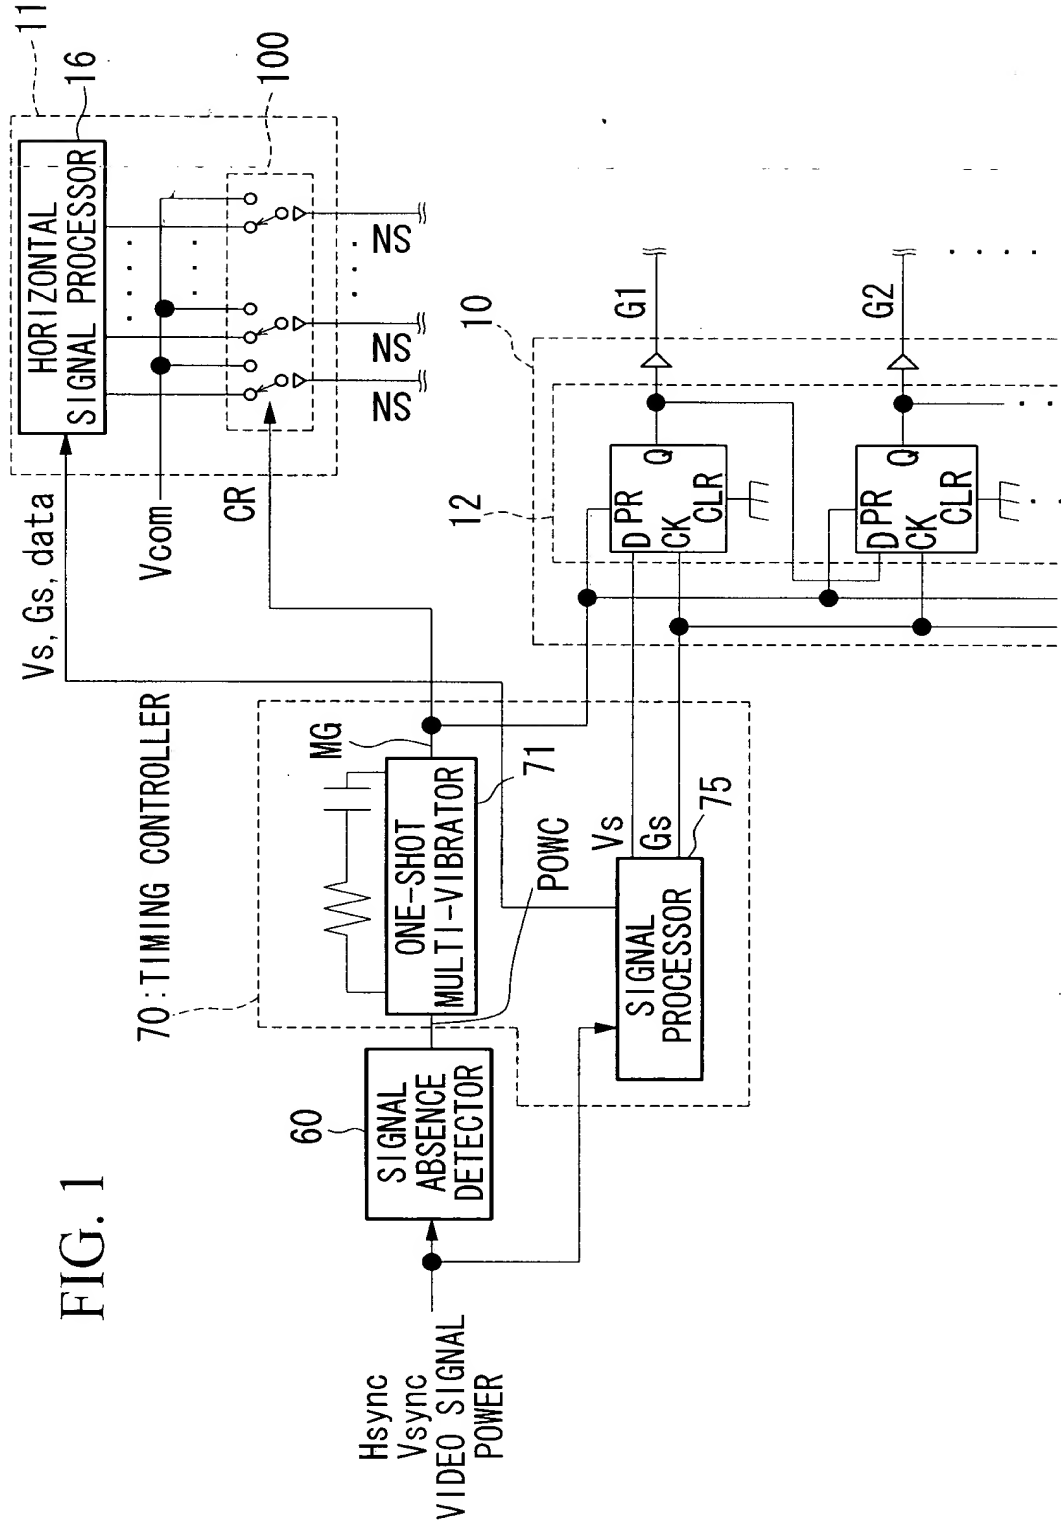 FIG. 1
Hsync
Vsync
VIDEO SIGNAL
POWER
60
SIGNAL
ABSENCE
DETECTOR
70:TIMING CONTROLLER
ONE-SHOT
MULTI-VIBRATOR
MG
71
POWC
SIGNAL
PROCESSOR
75
Vs
Gs
Vs, Gs, data
Vcom
CR
11
16
HORIZONTAL
SIGNAL PROCESSOR
100
NS
NS
NS
10
12
D
PR
CK
CLR
Q
G1
D
PR
CK
CLR
Q
G2